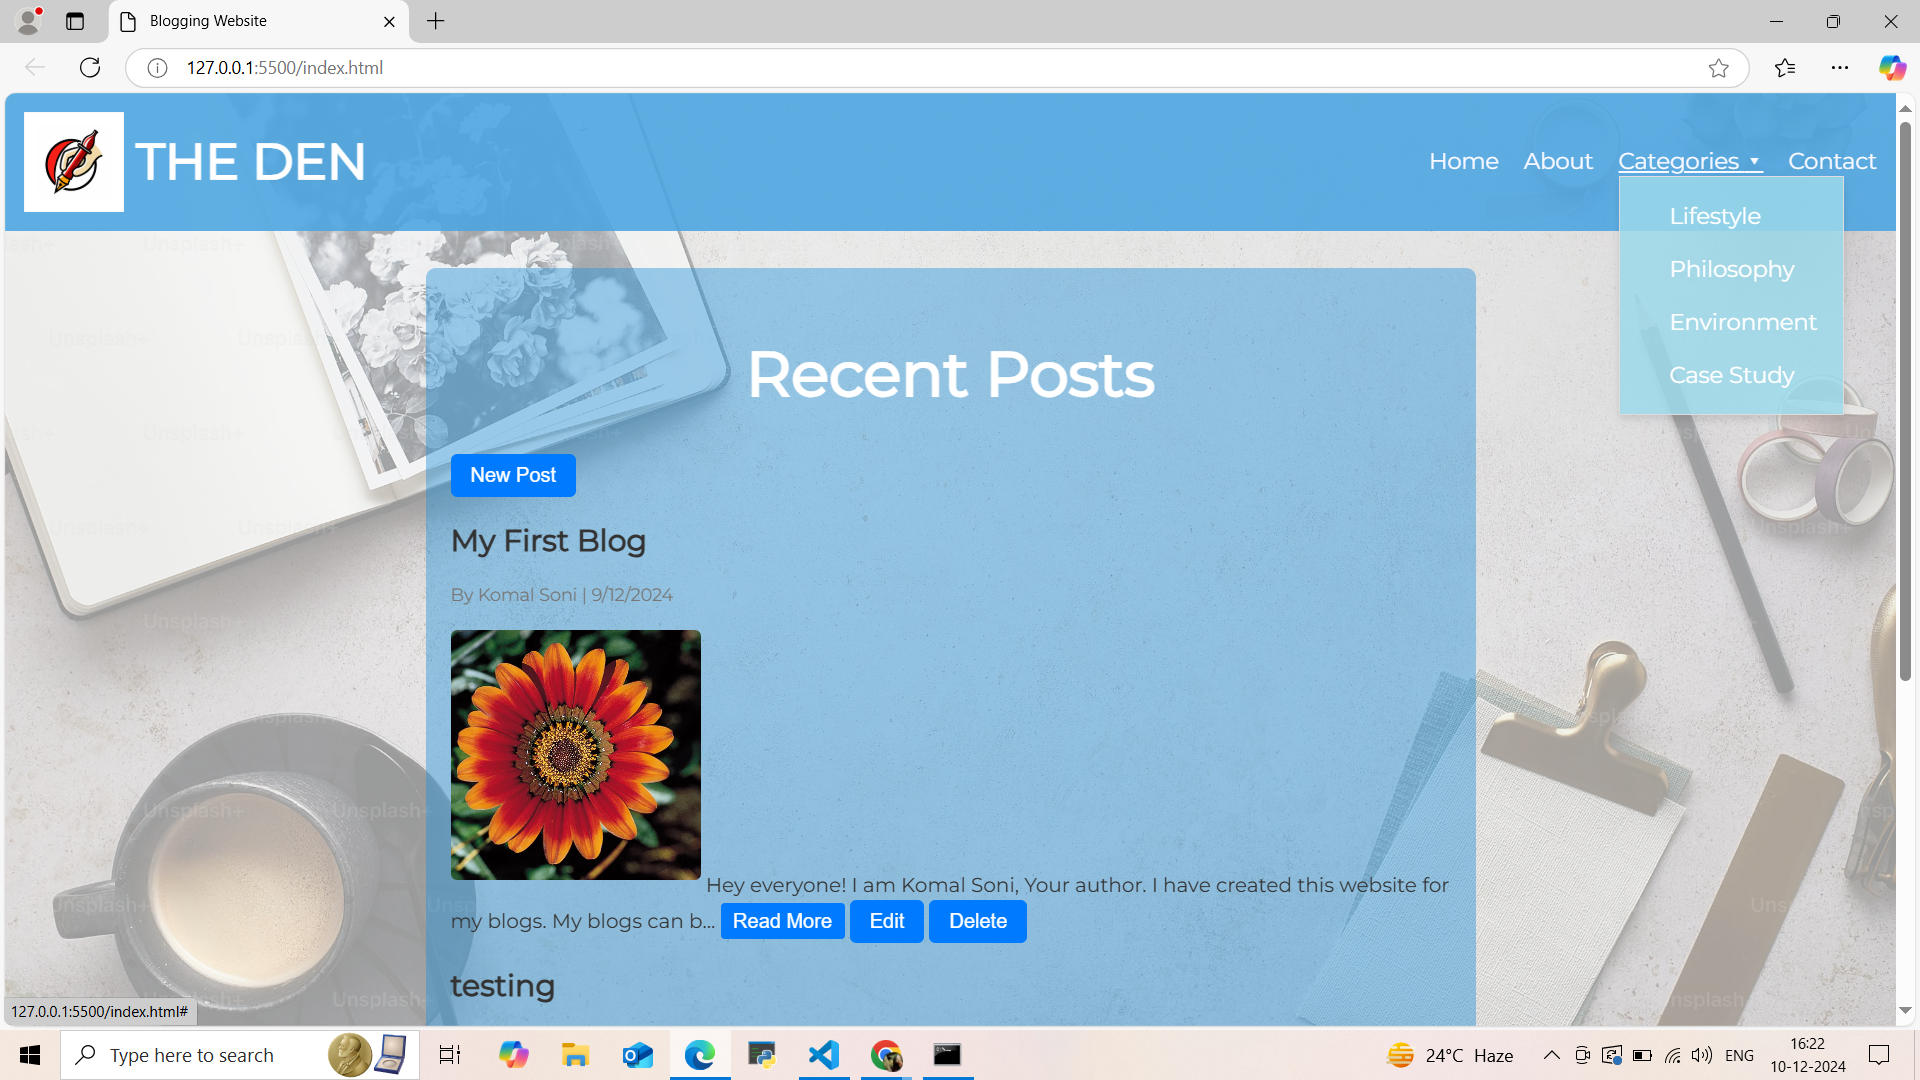 Blogging Website
127.0.0.1:5500/index.html
THE DEN
Home About Categories ▾ Contact
Lifestyle
Philosophy
Environment
Case Study
Recent Posts
New Post
My First Blog
By Komal Soni | 9/12/2024
Hey everyone! I am Komal Soni, Your author. I have created this website for
my blogs. My blogs can b... Read More Edit Delete
testing
Unsplash+
127.0.0.1:5500/index.html#
Type here to search
24°C Haze
ENG
16:22
10-12-2024